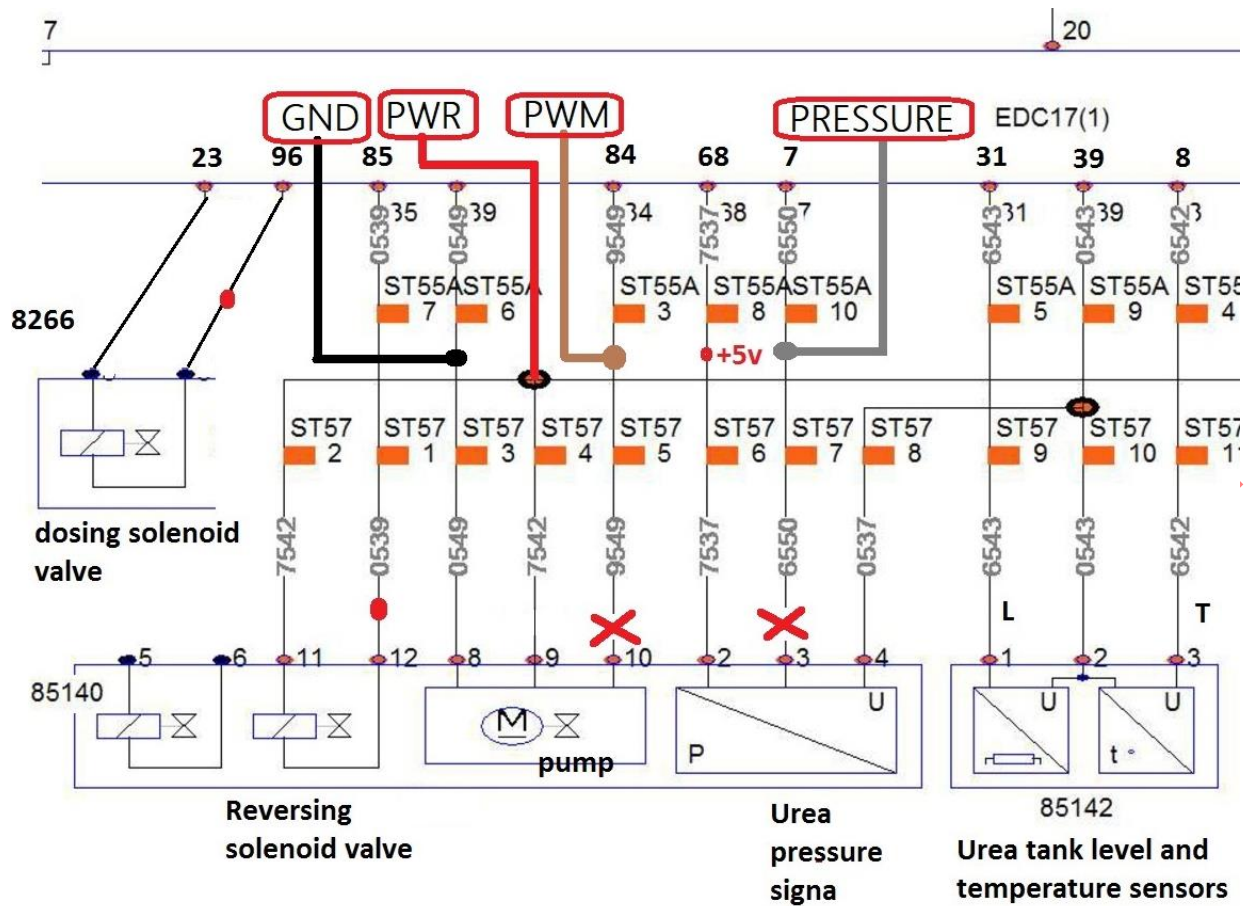 7
20
GND PWR PWM PRESSURE EDC17(1)
23 96 85 84 68 7 31 39 8
35 39 34 68 7 31 39 3
0539 0549 9549 7537 6550 6543 0543 6542
ST55A ST55A ST55A ST55A ST55A ST55A ST55A ST55
7 6 3 8 10 5 9 4
8266
+5v
ST57 ST57 ST57 ST57 ST57 ST57 ST57 ST57 ST57 ST57 ST57
2 1 3 4 5 6 7 8 9 10 11
dosing solenoid
valve
7542 0539 0549 7542 9549 7537 6550 0537 6543 0543 6542
L T
5 6 11 12 8 9 10 2 3 4 1 2 3
85140
M P U U U t °
pump
85142
Reversing
solenoid valve
Urea
pressure
signa
Urea tank level and
temperature sensors